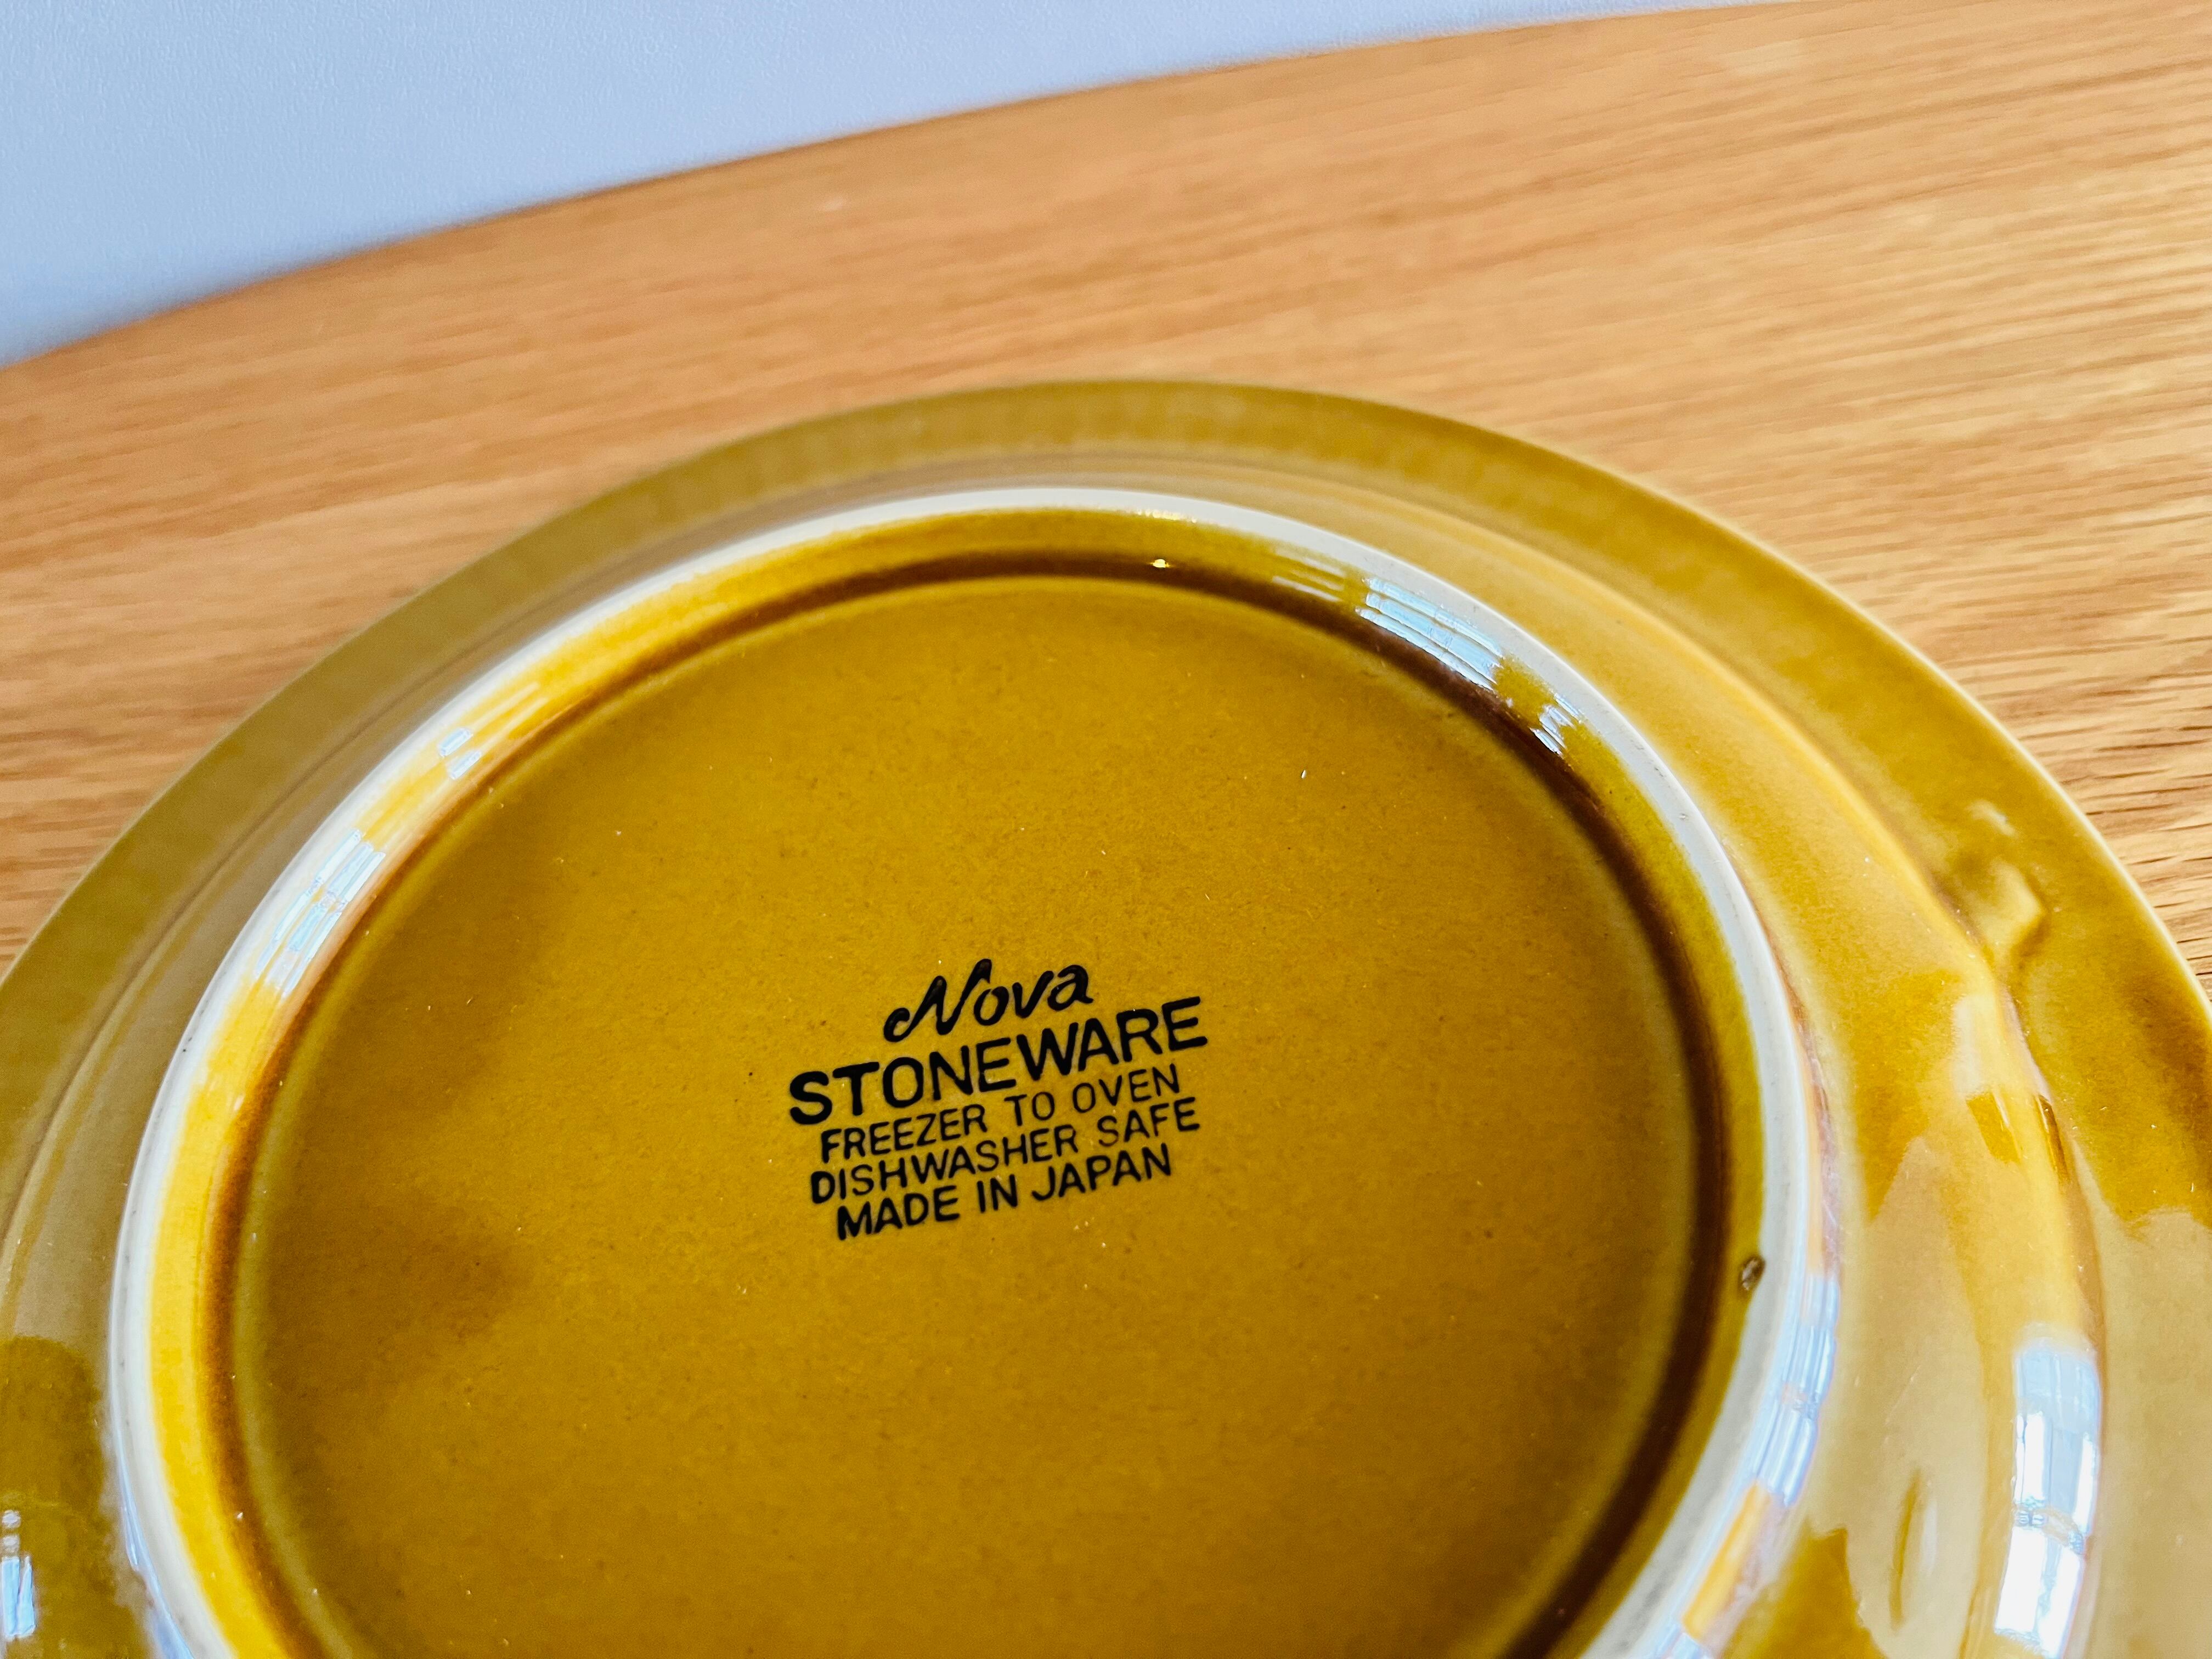 Nova
STONEWARE
FREEZER TO OVEN
DISHWASHER SAFE
MADE IN JAPAN